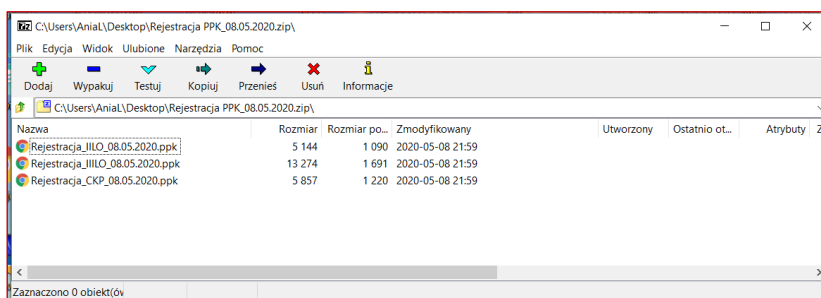 C:\Users\AniaL\Desktop\Rejestracja PPK_08.05.2020.zip\
Plik Edycja Widok Ulubione Narzędzia Pomoc
Dodaj Wypakuj Testuj Kopiuj Przenieś Usuń Informacje
C:\Users\AniaL\Desktop\Rejestracja PPK_08.05.2020.zip\
Nazwa Rozmiar Rozmiar po... Zmodyfikowany Utworzony Ostatnio ot... Atrybuty Z
Rejestracja_IILO_08.05.2020.ppk 5 144 1 090 2020-05-08 21:59
Rejestracja_IIILO_08.05.2020.ppk 13 274 1 691 2020-05-08 21:59
Rejestracja_CKP_08.05.2020.ppk 5 857 1 220 2020-05-08 21:59
Zaznaczono 0 obiekt(ów